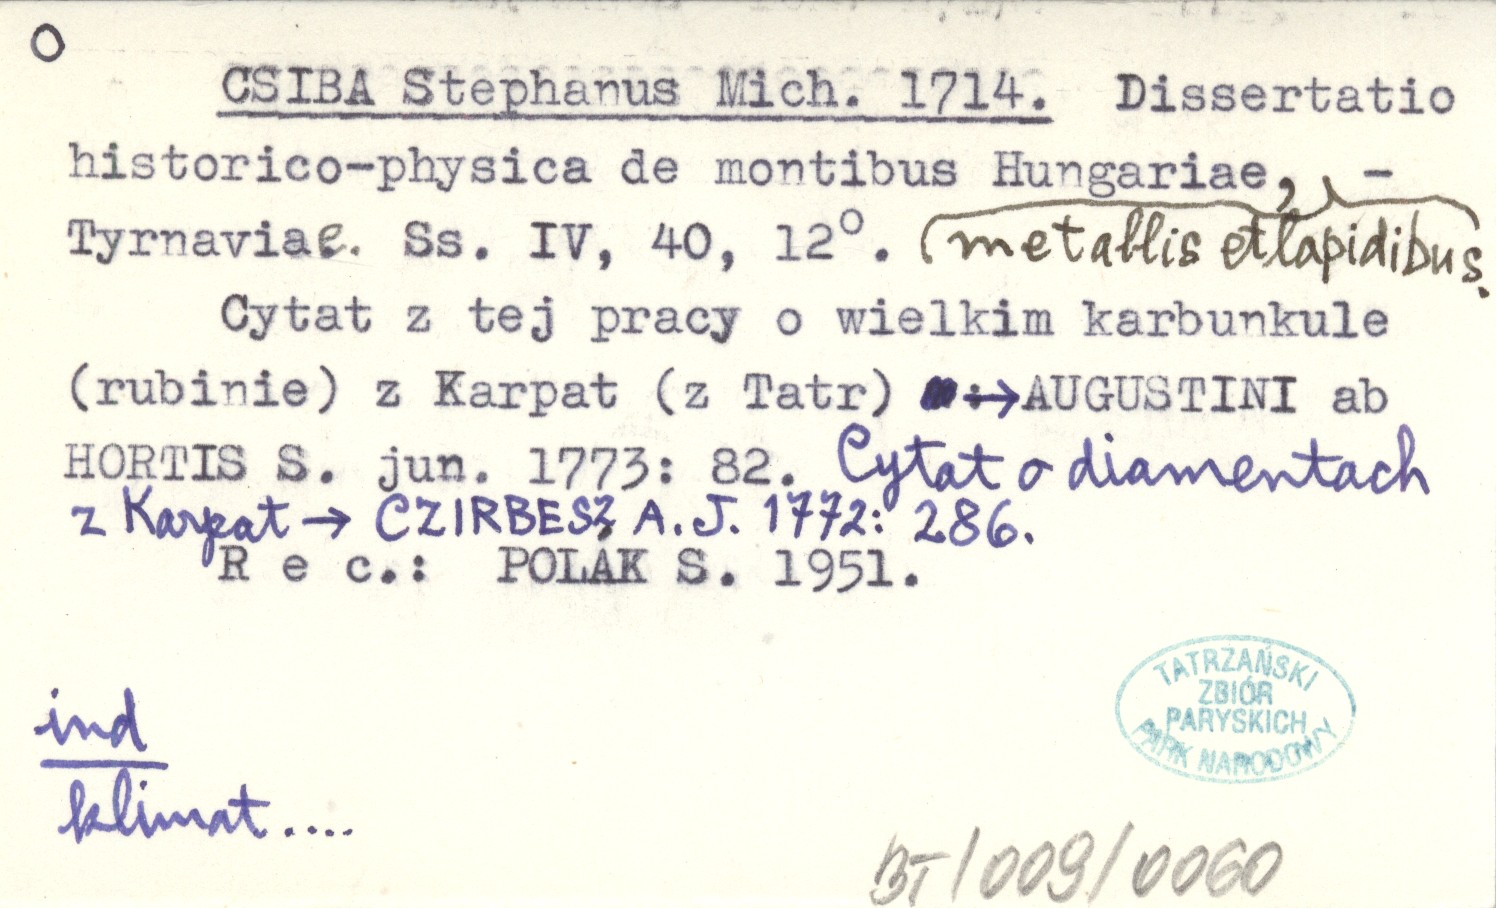 O
CSIBA Stephanus Mich. 1714. Dissertatio
historico-physica de montibus Hungariae, -
metallis et lapidibus.
Tyrnaviae. Ss. IV, 40, 12°.
Cytat z tej pracy o wielkim karbunkule
(rubinie) z Karpat (z Tatr) → AUGUSTINI ab
HORTIS S. jun. 1773: 82. Cytat o diamentach
z Karpat → CZIRBESZ A.J. 1772: 286.
R e c.: POLÁK S. 1951.
ind
klimat....
TATRZAŃSKI
ZBIÓR
PARYSKICH
PARK NARODOWY
BT/009/0060